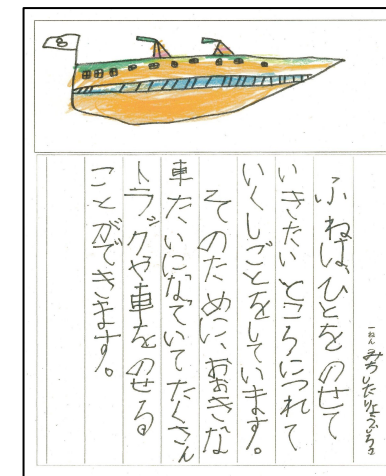 一ねん
ふねは、ひとをのせて
いきたいところにつれて
いくしごとをしています。
そのために、おおきな
車たいになっていてたくさん
トラックや車をのせる
ことができます。